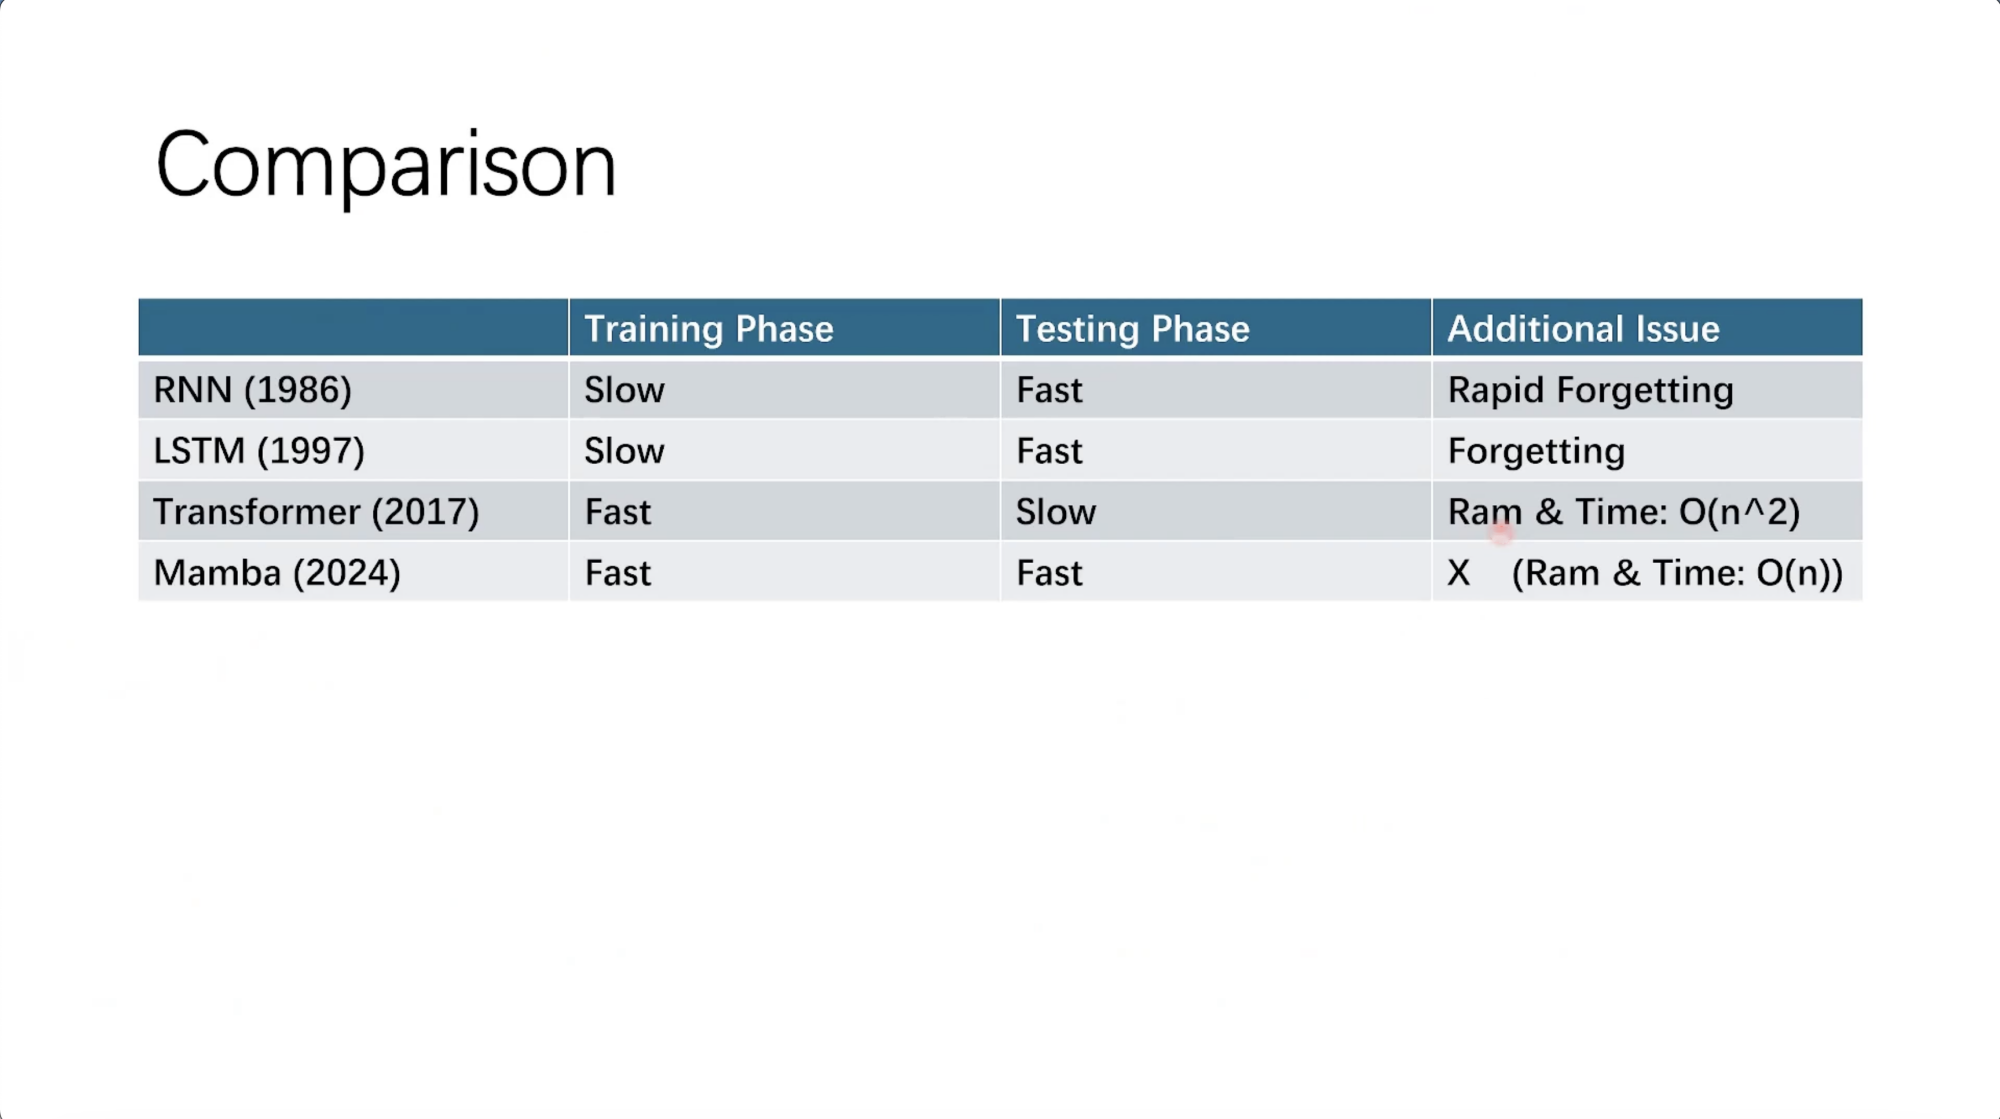 Comparison
Training Phase Testing Phase Additional Issue
RNN (1986) Slow Fast Rapid Forgetting
LSTM (1997) Slow Fast Forgetting
Transformer (2017) Fast Slow Ram & Time: O(n^2)
Mamba (2024) Fast Fast X (Ram & Time: O(n))